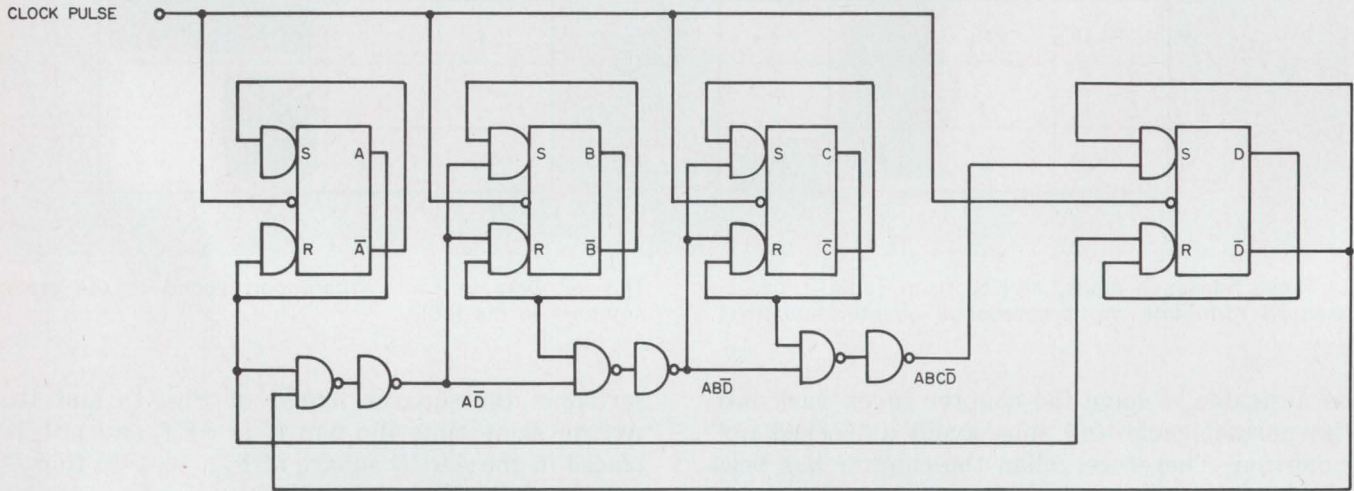 CLOCK PULSE
S A
R A̅
S B
R B̅
S C
R C̅
S D
R D̅
AD̅
ABD̅
ABCD̅